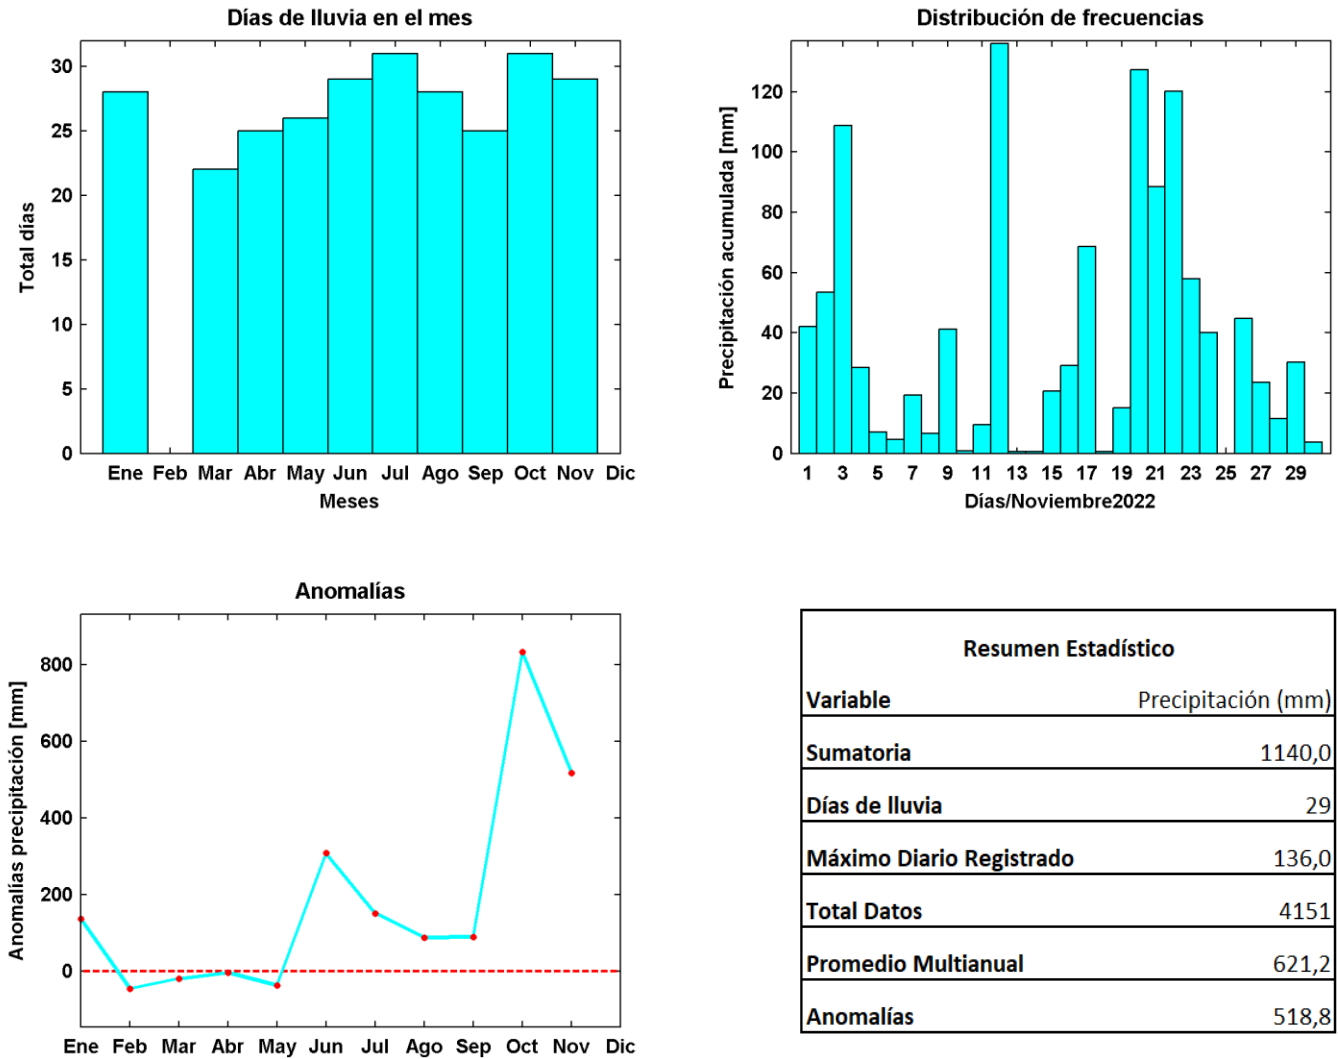 Días de lluvia en el mes
Total días
30
25
20
15
10
5
0
Ene Feb Mar Abr May Jun Jul Ago Sep Oct Nov Dic
Meses
Distribución de frecuencias
Precipitación acumulada [mm]
120
100
80
60
40
20
0
1 3 5 7 9 11 13 15 17 19 21 23 25 27 29
Días/Noviembre2022
Anomalías
Anomalías precipitación [mm]
800
600
400
200
0
Ene Feb Mar Abr May Jun Jul Ago Sep Oct Nov Dic
Resumen Estadístico
Variable Precipitación (mm)
Sumatoria 1140,0
Días de lluvia 29
Máximo Diario Registrado 136,0
Total Datos 4151
Promedio Multianual 621,2
Anomalías 518,8